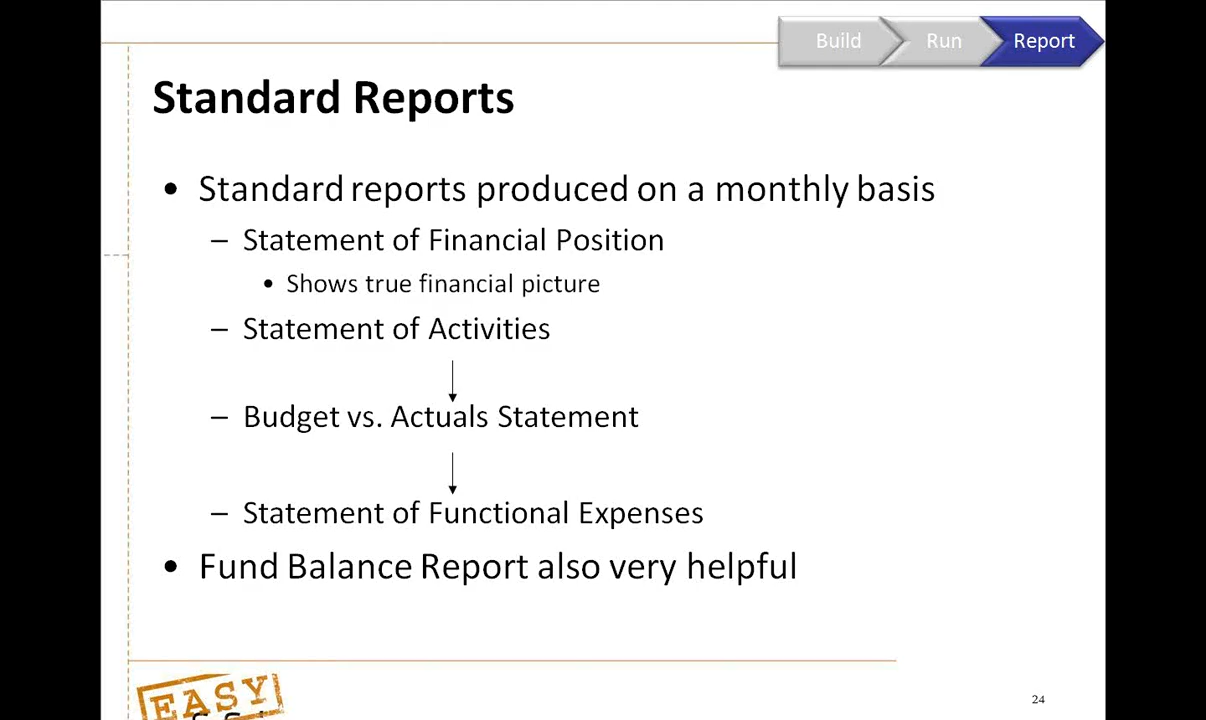 Build Run Report
Standard Reports
• Standard reports produced on a monthly basis
– Statement of Financial Position
• Shows true financial picture
– Statement of Activities
– Budget vs. Actuals Statement
– Statement of Functional Expenses
• Fund Balance Report also very helpful
EASY
24